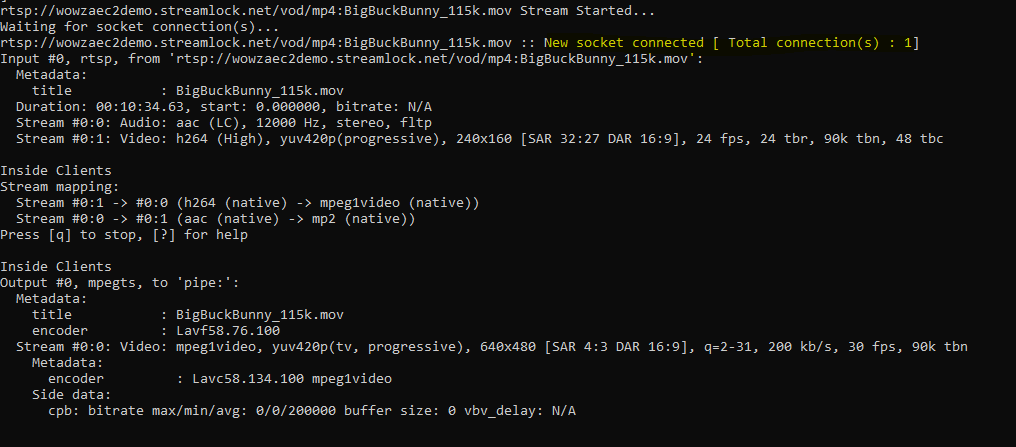 rtsp://wowzaec2demo.streamlock.net/vod/mp4:BigBuckBunny_115k.mov Stream Started...
Waiting for socket connection(s)...
rtsp://wowzaec2demo.streamlock.net/vod/mp4:BigBuckBunny_115k.mov :: New socket connected [ Total connection(s) : 1]
Input #0, rtsp, from 'rtsp://wowzaec2demo.streamlock.net/vod/mp4:BigBuckBunny_115k.mov':
  Metadata:
    title           : BigBuckBunny_115k.mov
  Duration: 00:10:34.63, start: 0.000000, bitrate: N/A
  Stream #0:0: Audio: aac (LC), 12000 Hz, stereo, fltp
  Stream #0:1: Video: h264 (High), yuv420p(progressive), 240x160 [SAR 32:27 DAR 16:9], 24 fps, 24 tbr, 90k tbn, 48 tbc
Inside Clients
Stream mapping:
  Stream #0:1 -> #0:0 (h264 (native) -> mpeg1video (native))
  Stream #0:0 -> #0:1 (aac (native) -> mp2 (native))
Press [q] to stop, [?] for help
Inside Clients
Output #0, mpegts, to 'pipe:':
  Metadata:
    title           : BigBuckBunny_115k.mov
    encoder         : Lavf58.76.100
  Stream #0:0: Video: mpeg1video, yuv420p(tv, progressive), 640x480 [SAR 4:3 DAR 16:9], q=2-31, 200 kb/s, 30 fps, 90k tbn
    Metadata:
      encoder         : Lavc58.134.100 mpeg1video
    Side data:
      cpb: bitrate max/min/avg: 0/0/200000 buffer size: 0 vbv_delay: N/A